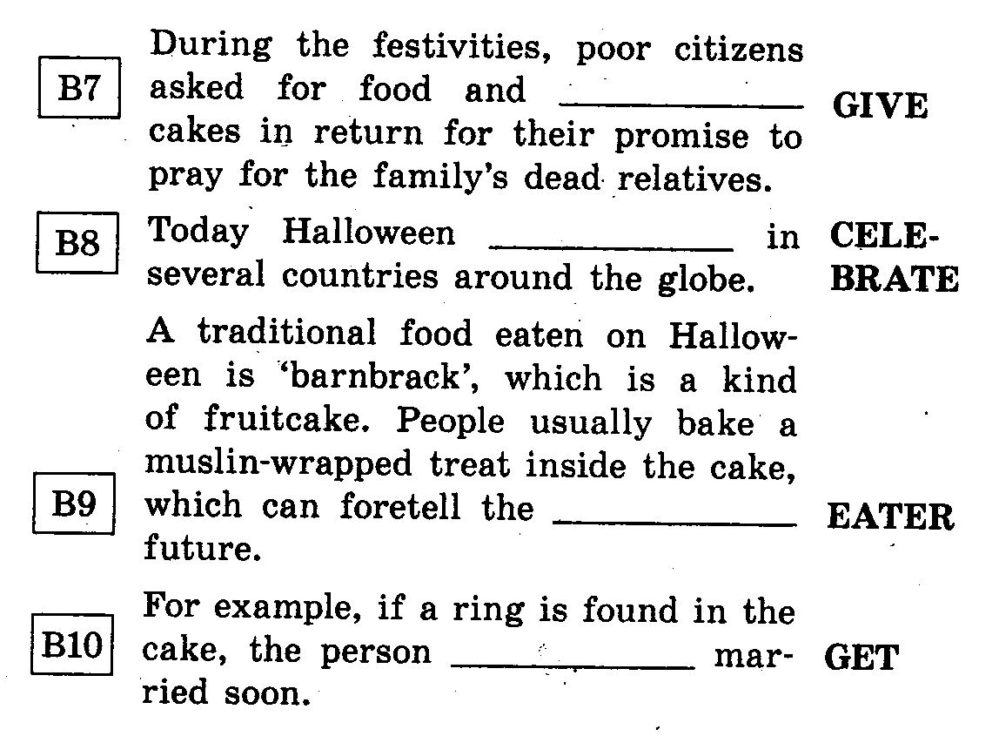 During the festivities, poor citizens
B7 asked for food and ____________ GIVE
cakes in return for their promise to
pray for the family's dead relatives.
B8 Today Halloween ____________ in CELE-
several countries around the globe. BRATE
A traditional food eaten on Hallow-
een is 'barnbrack', which is a kind
of fruitcake. People usually bake a
muslin-wrapped treat inside the cake,
B9 which can foretell the ____________ EATER
future.
For example, if a ring is found in the
B10 cake, the person ____________ mar- GET
ried soon.